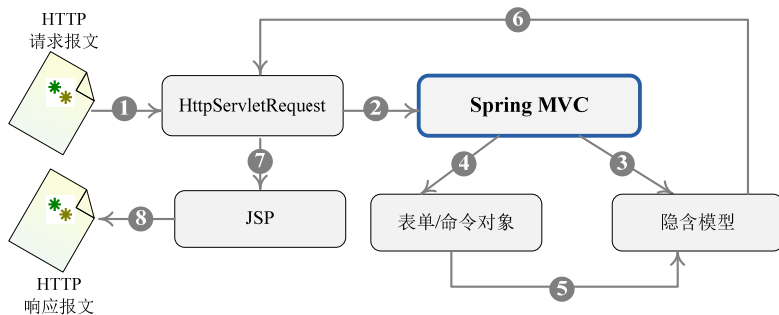 HTTP
请求报文
6
1
HttpServletRequest
2
Spring MVC
7
4
3
8
JSP
表单/命令对象
隐含模型
HTTP
响应报文
5